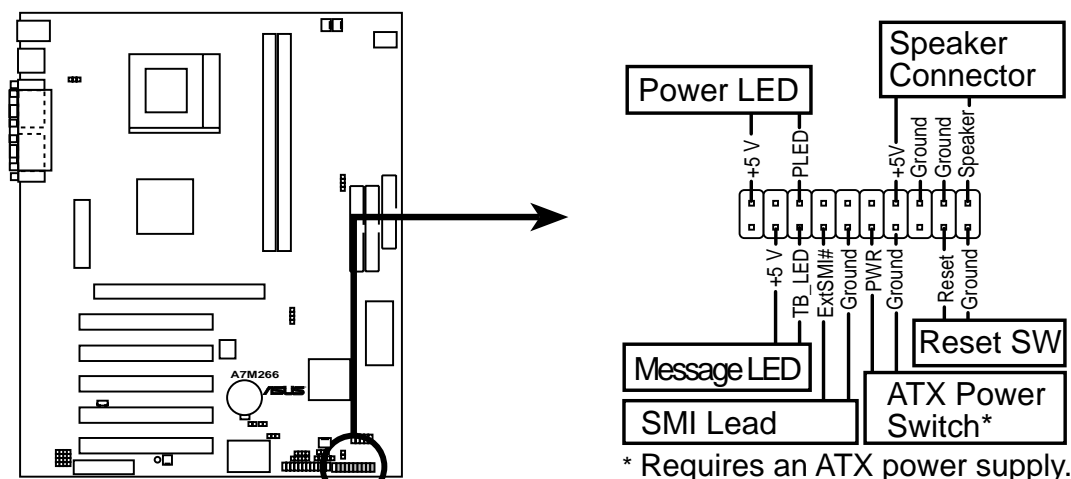 Speaker
Connector
Power LED
+5 V
PLED
+5V
Ground
Ground
Speaker
+5 V
TB_LED
ExtSMI#
Ground
PWR
Ground
Reset
Ground
Reset SW
Message LED
ATX Power
Switch*
SMI Lead
* Requires an ATX power supply.
A7M266
ASUS